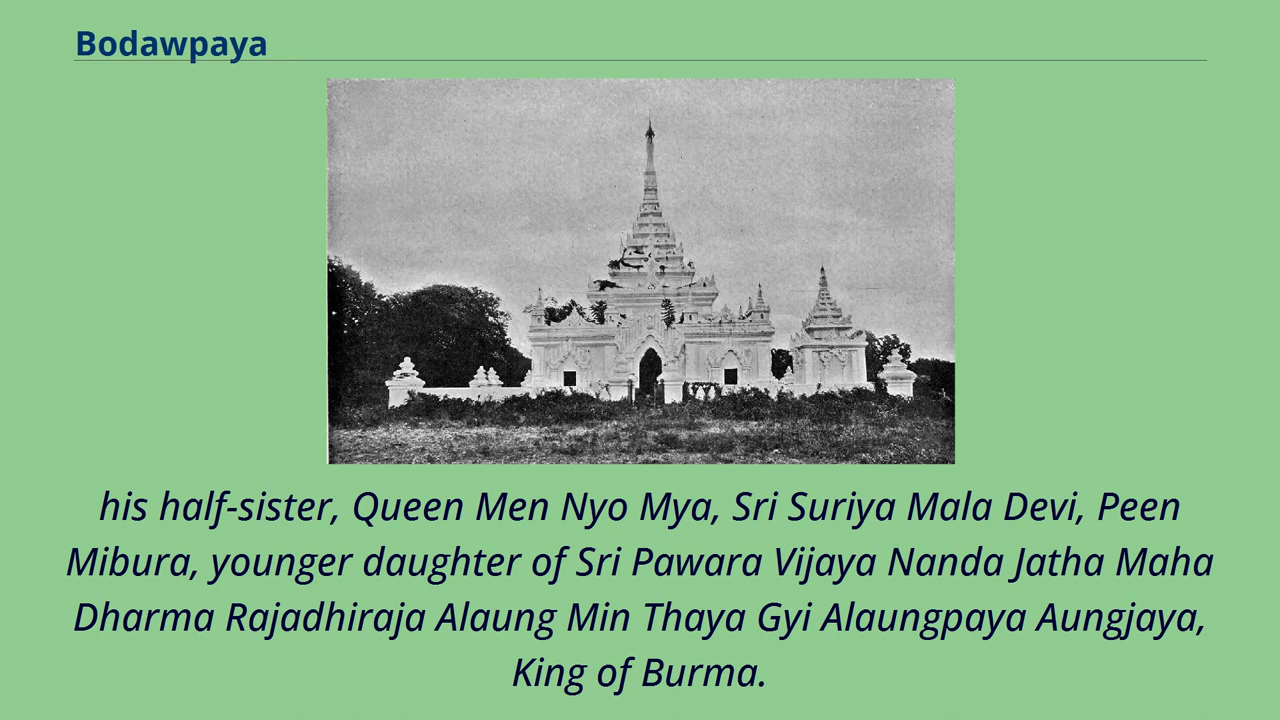 Bodawpaya
his half-sister, Queen Men Nyo Mya, Sri Suriya Mala Devi, Peen
Mibura, younger daughter of Sri Pawara Vijaya Nanda Jatha Maha
Dharma Rajadhiraja Alaung Min Thaya Gyi Alaungpaya Aungjaya,
King of Burma.